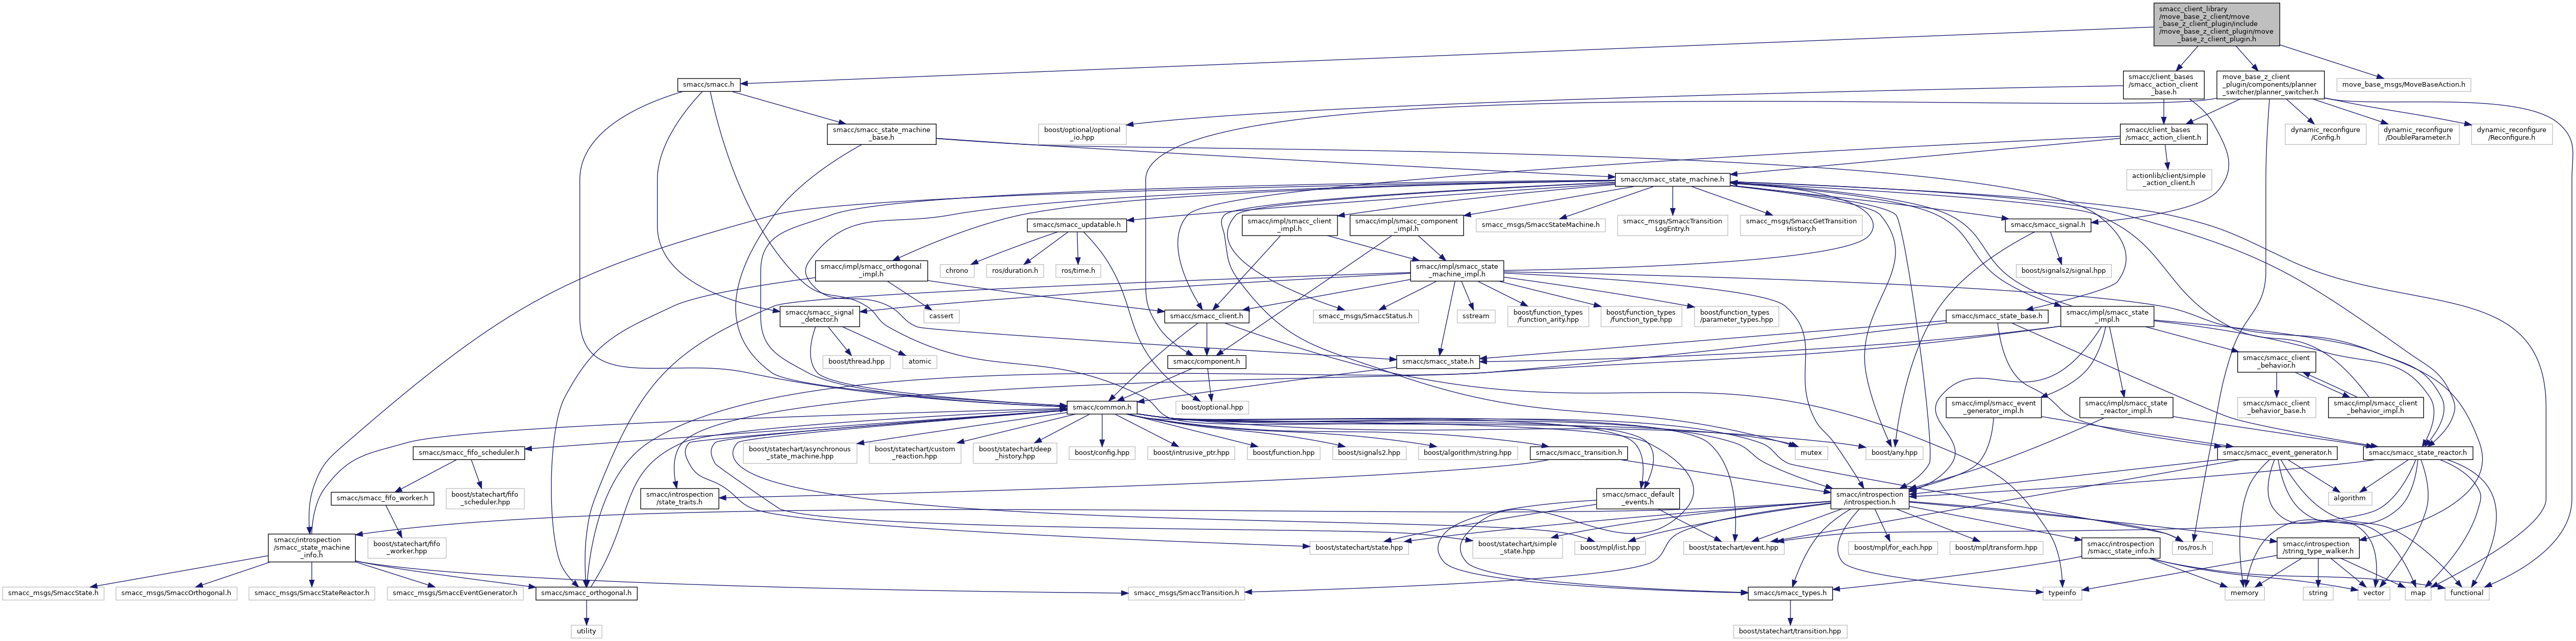 smacc_client_library
/move_base_z_client/move
_base_z_client_plugin/include
/move_base_z_client_plugin/move
_base_z_client_plugin.h
smacc/smacc.h
smacc/client_bases
/smacc_action_client
_base.h
move_base_z_client
_plugin/components/planner
_switcher/planner_switcher.h
move_base_msgs/MoveBaseAction.h
smacc/smacc_state_machine
_base.h
boost/optional/optional
_io.hpp
smacc/client_bases
/smacc_action_client.h
dynamic_reconfigure
/Config.h
dynamic_reconfigure
/DoubleParameter.h
dynamic_reconfigure
/Reconfigure.h
smacc/smacc_state_machine.h
actionlib/client/simple
_action_client.h
smacc/smacc_updatable.h
smacc/impl/smacc_client
_impl.h
smacc/impl/smacc_component
_impl.h
smacc_msgs/SmaccStateMachine.h
smacc_msgs/SmaccTransition
LogEntry.h
smacc_msgs/SmaccGetTransition
History.h
smacc/smacc_signal.h
smacc/impl/smacc_orthogonal
_impl.h
chrono
ros/duration.h
ros/time.h
smacc/impl/smacc_state
_machine_impl.h
boost/signals2/signal.hpp
smacc/smacc_signal
_detector.h
cassert
smacc/smacc_client.h
smacc_msgs/SmaccStatus.h
sstream
boost/function_types
/function_arity.hpp
boost/function_types
/function_type.hpp
boost/function_types
/parameter_types.hpp
smacc/smacc_state_base.h
smacc/impl/smacc_state
_impl.h
boost/thread.hpp
atomic
smacc/component.h
smacc/smacc_state.h
smacc/smacc_client
_behavior.h
smacc/common.h
boost/optional.hpp
smacc/impl/smacc_event
_generator_impl.h
smacc/impl/smacc_state
_reactor_impl.h
smacc/smacc_client
_behavior_base.h
smacc/impl/smacc_client
_behavior_impl.h
smacc/smacc_fifo_scheduler.h
boost/statechart/asynchronous
_state_machine.hpp
boost/statechart/custom
_reaction.hpp
boost/statechart/deep
_history.hpp
boost/config.hpp
boost/intrusive_ptr.hpp
boost/function.hpp
boost/signals2.hpp
boost/algorithm/string.hpp
smacc/smacc_transition.h
mutex
boost/any.hpp
smacc/smacc_event_generator.h
smacc/smacc_state_reactor.h
smacc/smacc_fifo_worker.h
boost/statechart/fifo
_scheduler.hpp
smacc/introspection
/state_traits.h
smacc/smacc_default
_events.h
smacc/introspection
/introspection.h
algorithm
smacc/introspection
/smacc_state_machine
_info.h
boost/statechart/fifo
_worker.hpp
boost/statechart/state.hpp
boost/statechart/simple
_state.hpp
boost/mpl/list.hpp
boost/statechart/event.hpp
boost/mpl/for_each.hpp
boost/mpl/transform.hpp
smacc/introspection
/smacc_state_info.h
ros/ros.h
smacc/introspection
/string_type_walker.h
smacc_msgs/SmaccState.h
smacc_msgs/SmaccOrthogonal.h
smacc_msgs/SmaccStateReactor.h
smacc_msgs/SmaccEventGenerator.h
smacc/smacc_orthogonal.h
smacc_msgs/SmaccTransition.h
smacc/smacc_types.h
typeinfo
memory
string
vector
map
functional
utility
boost/statechart/transition.hpp